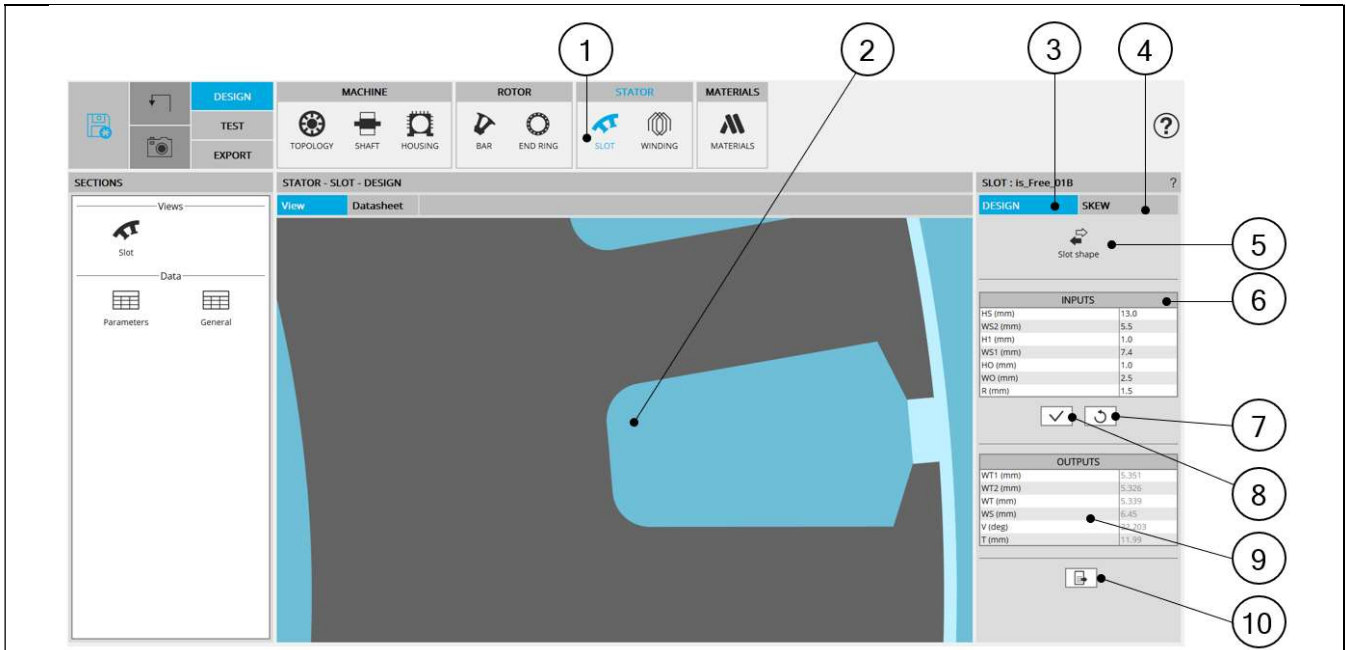 1
2
3
4
DESIGN
TEST
EXPORT
MACHINE
TOPOLOGY
SHAFT
HOUSING
ROTOR
BAR
END RING
STATOR
SLOT
WINDING
MATERIALS
MATERIALS
?
SECTIONS
Views
Slot
Data
Parameters
General
STATOR - SLOT - DESIGN
View
Datasheet
SLOT : is_Free_01B
?
DESIGN
SKEW
Slot shape
5
INPUTS
6
HS (mm) 13.0
WS2 (mm) 5.5
H1 (mm) 1.0
WS1 (mm) 7.4
HO (mm) 1.0
WO (mm) 2.5
R (mm) 1.5
7
OUTPUTS
WT1 (mm) 5.351
WT2 (mm) 5.326
WT (mm) 5.339
WS (mm) 6.45
V (deg)
T (mm) 11.99
8
9
10